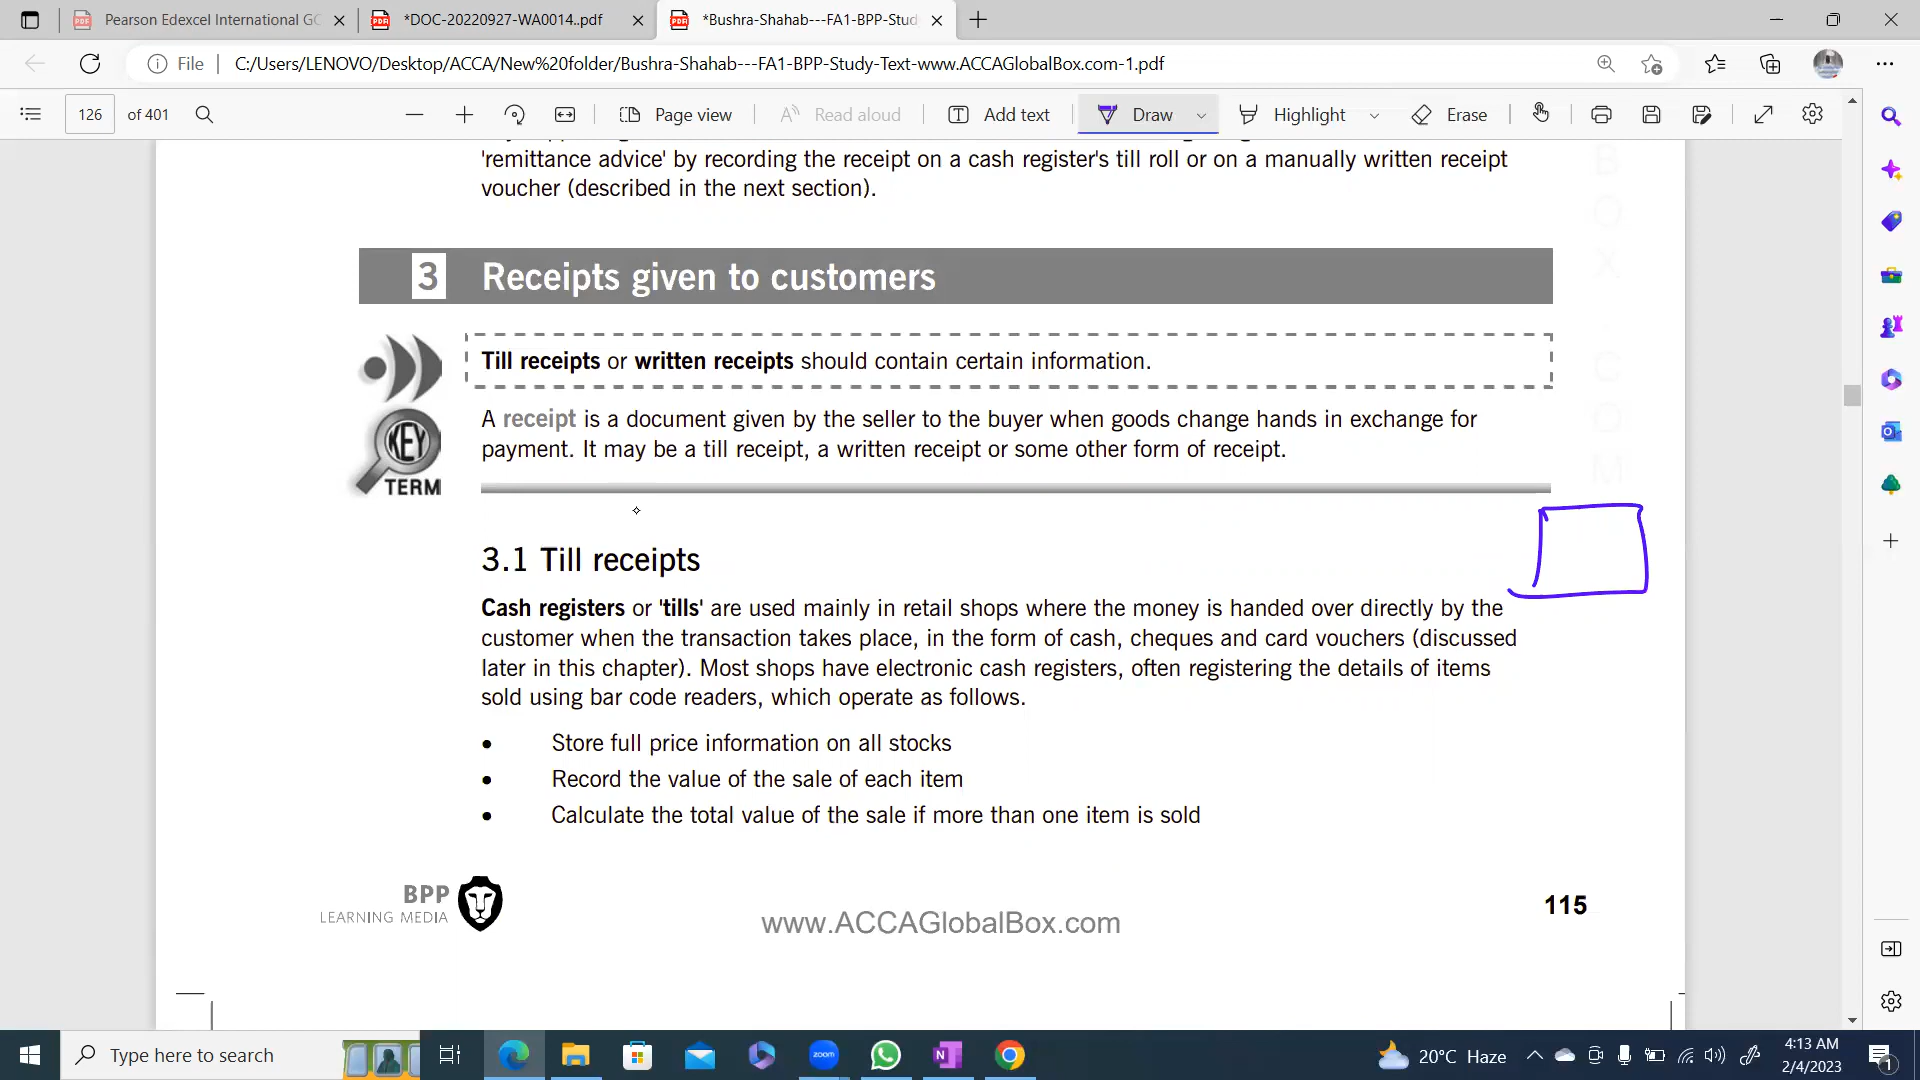 Pearson Edexcel International GC
*DOC-20220927-WA0014..pdf
*Bushra-Shahab---FA1-BPP-Stud
File
C:/Users/LENOVO/Desktop/ACCA/New%20folder/Bushra-Shahab---FA1-BPP-Study-Text-www.ACCAGlobalBox.com-1.pdf
126 of 401
Page view
Read aloud
Add text
Draw
Highlight
Erase
'remittance advice' by recording the receipt on a cash register's till roll or on a manually written receipt
voucher (described in the next section).
3 Receipts given to customers
Till receipts or written receipts should contain certain information.
KEY
TERM
A receipt is a document given by the seller to the buyer when goods change hands in exchange for
payment. It may be a till receipt, a written receipt or some other form of receipt.
3.1 Till receipts
Cash registers or 'tills' are used mainly in retail shops where the money is handed over directly by the
customer when the transaction takes place, in the form of cash, cheques and card vouchers (discussed
later in this chapter). Most shops have electronic cash registers, often registering the details of items
sold using bar code readers, which operate as follows.
• Store full price information on all stocks
• Record the value of the sale of each item
• Calculate the total value of the sale if more than one item is sold
BPP
LEARNING MEDIA
www.ACCAGlobalBox.com
115
B
O
X
C
O
M
Type here to search
zoom
20°C Haze
4:13 AM
2/4/2023
1